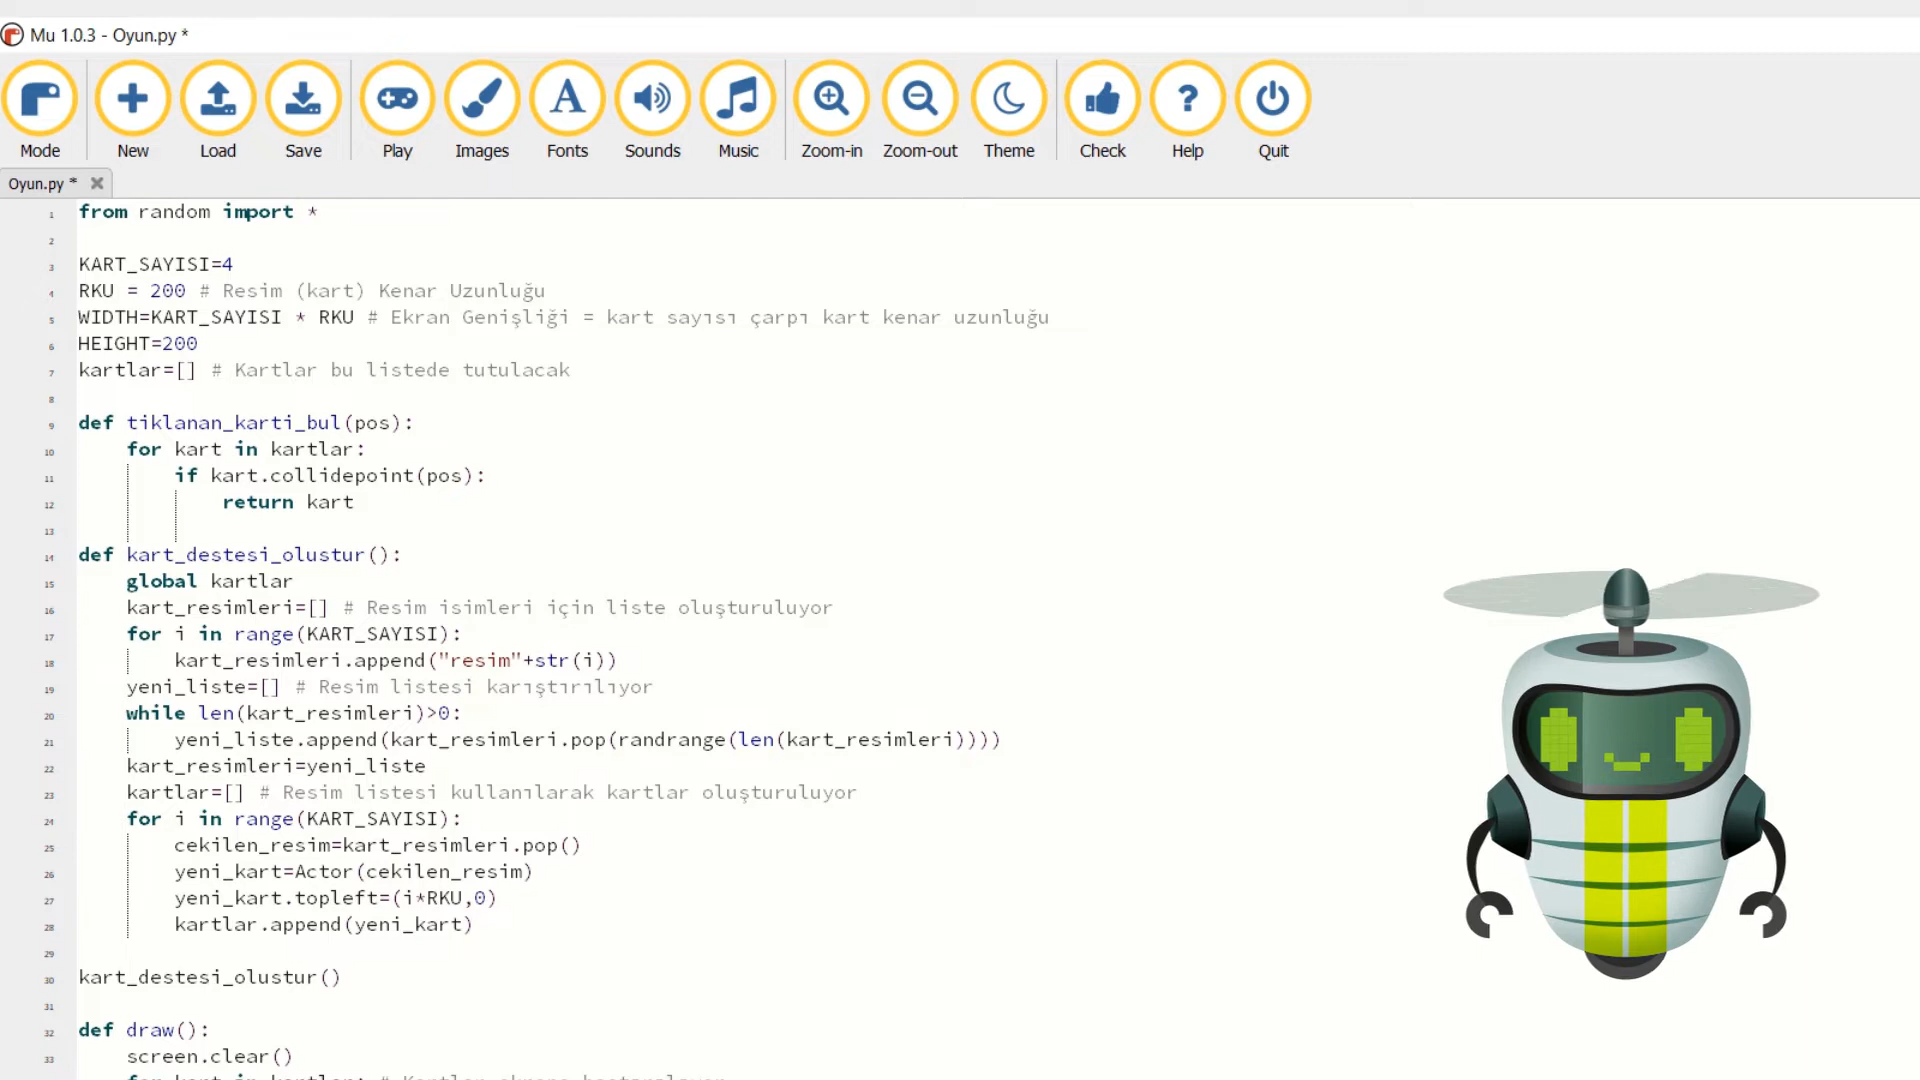 Mu 1.0.3 - Oyun.py *
Mode New Load Save Play Images Fonts Sounds Music Zoom-in Zoom-out Theme Check Help Quit
Oyun.py *
1 from random import *
2
3 KART_SAYISI=4
4 RKU = 200 # Resim (kart) Kenar Uzunluğu
5 WIDTH=KART_SAYISI * RKU # Ekran Genişliği = kart sayısı çarpı kart kenar uzunluğu
6 HEIGHT=200
7 kartlar=[] # Kartlar bu listede tutulacak
8
9 def tiklanan_karti_bul(pos):
10     for kart in kartlar:
11         if kart.collidepoint(pos):
12             return kart
13
14 def kart_destesi_olustur():
15     global kartlar
16     kart_resimleri=[] # Resim isimleri için liste oluşturuluyor
17     for i in range(KART_SAYISI):
18         kart_resimleri.append("resim"+str(i))
19     yeni_liste=[] # Resim listesi karıştırılıyor
20     while len(kart_resimleri)>0:
21         yeni_liste.append(kart_resimleri.pop(randrange(len(kart_resimleri))))
22     kart_resimleri=yeni_liste
23     kartlar=[] # Resim listesi kullanılarak kartlar oluşturuluyor
24     for i in range(KART_SAYISI):
25         cekilen_resim=kart_resimleri.pop()
26         yeni_kart=Actor(cekilen_resim)
27         yeni_kart.topleft=(i*RKU,0)
28         kartlar.append(yeni_kart)
29
30 kart_destesi_olustur()
31
32 def draw():
33     screen.clear()